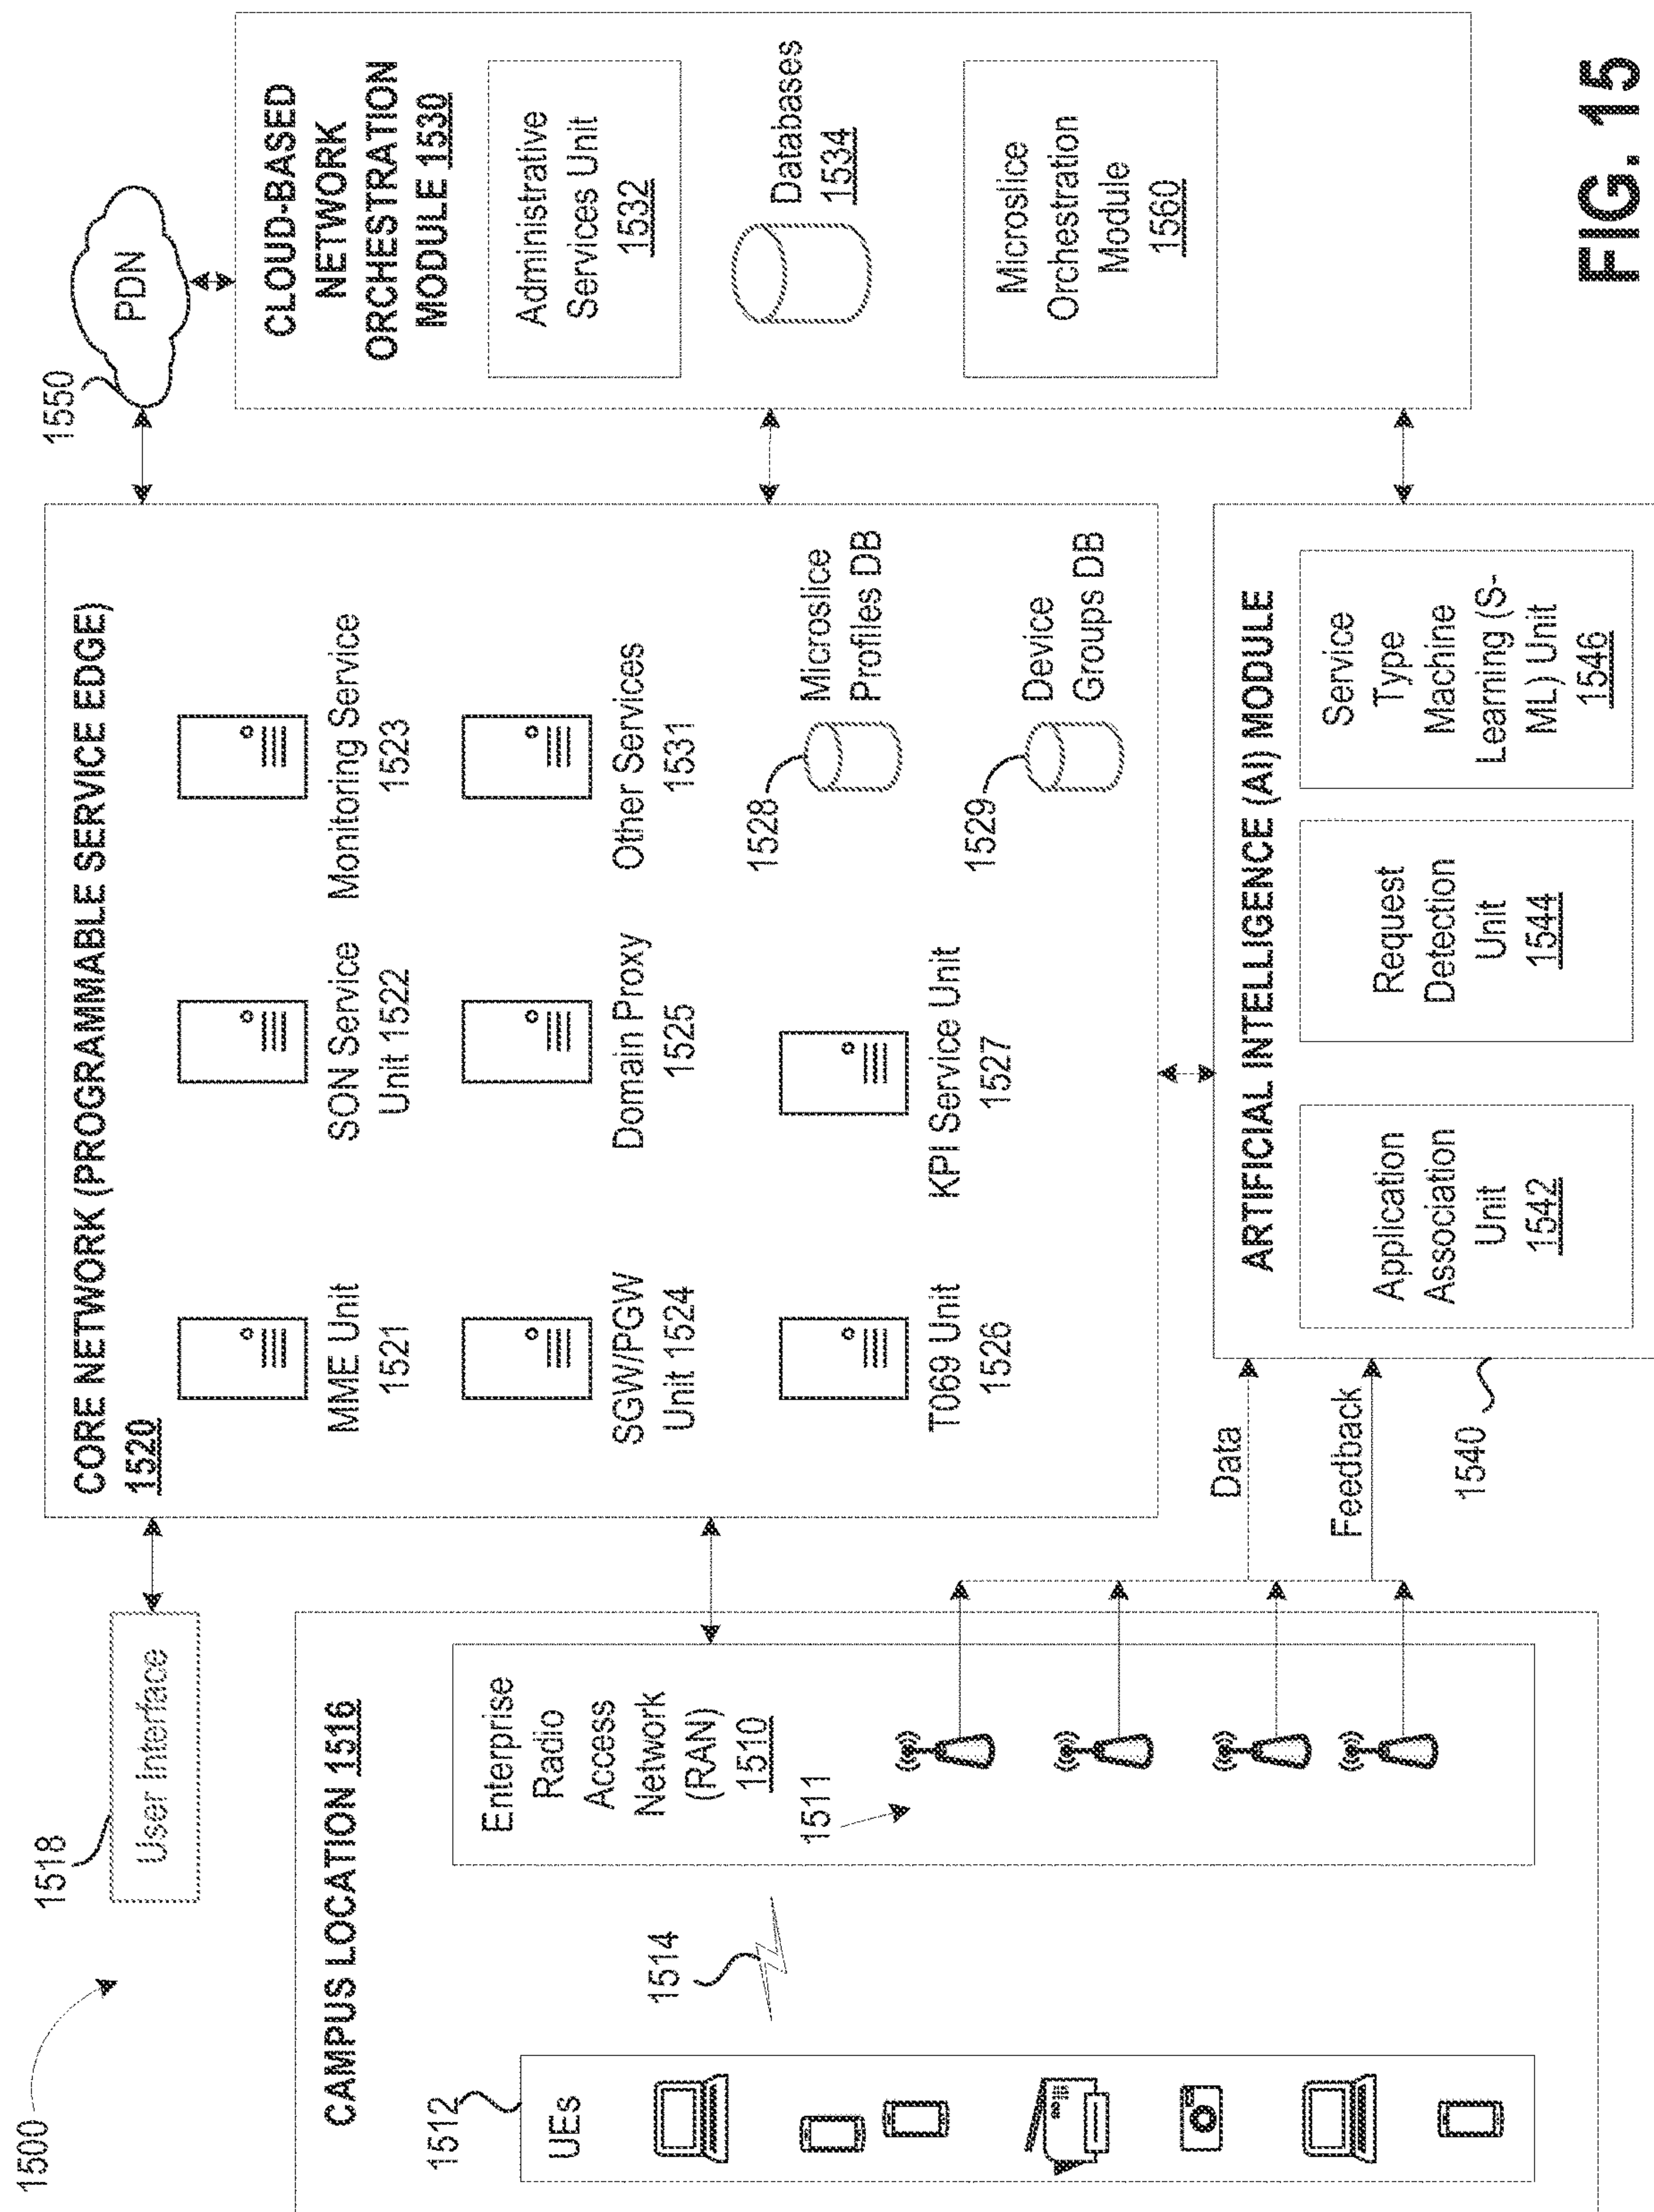 1500
1518
User Interface
CAMPUS LOCATION 1516
1512
UEs
1514
Enterprise
Radio
Access
Network
(RAN)
1510
1511
CORE NETWORK (PROGRAMMABLE SERVICE EDGE)
1520
MME Unit
1521
SON Service
Unit 1522
Monitoring Service
1523
SGW/PGW
Unit 1524
Domain Proxy
1525
Other Services
1531
T069 Unit
1526
KPI Service Unit
1527
1528
Microslice
Profiles DB
1529
Device
Groups DB
Data
Feedback
1540
ARTIFICIAL INTELLIGENCE (AI) MODULE
Application
Association
Unit
1542
Request
Detection
Unit
1544
Service
Type
Machine
Learning (S-
ML) Unit
1546
1550
PDN
CLOUD-BASED
NETWORK
ORCHESTRATION
MODULE 1530
Administrative
Services Unit
1532
Databases
1534
Microslice
Orchestration
Module
1560
FIG. 15